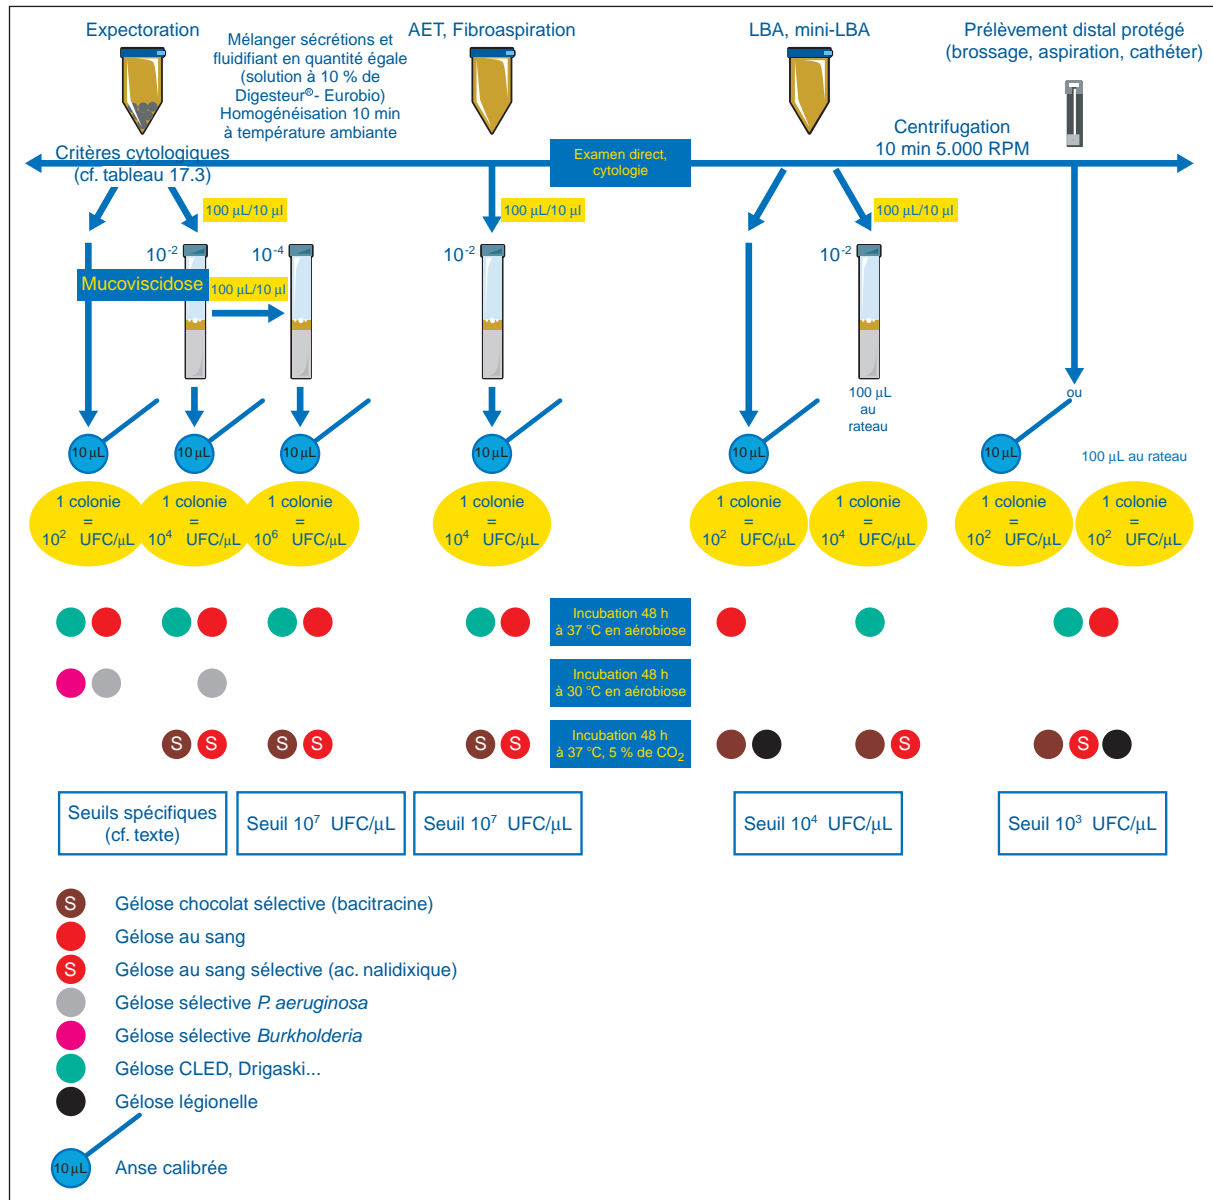 Expectoration
Mélanger sécrétions et
fluidifiant en quantité égale
(solution à 10 % de
Digesteur®- Eurobio)
Homogénéisation 10 min
à température ambiante
AET, Fibroaspiration
LBA, mini-LBA
Prélèvement distal protégé
(brossage, aspiration, cathéter)
Critères cytologiques
(cf. tableau 17.3)
Examen direct,
cytologie
Centrifugation
10 min 5.000 RPM
100 µL/10 µl
100 µL/10 µl
100 µL/10 µl
10-2
10-4
10-2
10-2
Mucoviscidose
100 µL/10 µl
100 µL
au
rateau
ou
10 µL
10 µL
10 µL
10 µL
10 µL
10 µL
100 µL au rateau
1 colonie
=
102 UFC/µL
1 colonie
=
104 UFC/µL
1 colonie
=
106 UFC/µL
1 colonie
=
104 UFC/µL
1 colonie
=
102 UFC/µL
1 colonie
=
104 UFC/µL
1 colonie
=
102 UFC/µL
1 colonie
=
102 UFC/µL
Incubation 48 h
à 37 °C en aérobiose
Incubation 48 h
à 30 °C en aérobiose
S S S S S S
Incubation 48 h
à 37 °C, 5 % de CO2
S S
Seuils spécifiques
(cf. texte)
Seuil 107 UFC/µL
Seuil 107 UFC/µL
Seuil 104 UFC/µL
Seuil 103 UFC/µL
S Gélose chocolat sélective (bacitracine)
Gélose au sang
S Gélose au sang sélective (ac. nalidixique)
Gélose sélective P. aeruginosa
Gélose sélective Burkholderia
Gélose CLED, Drigaski...
Gélose légionelle
10 µL Anse calibrée